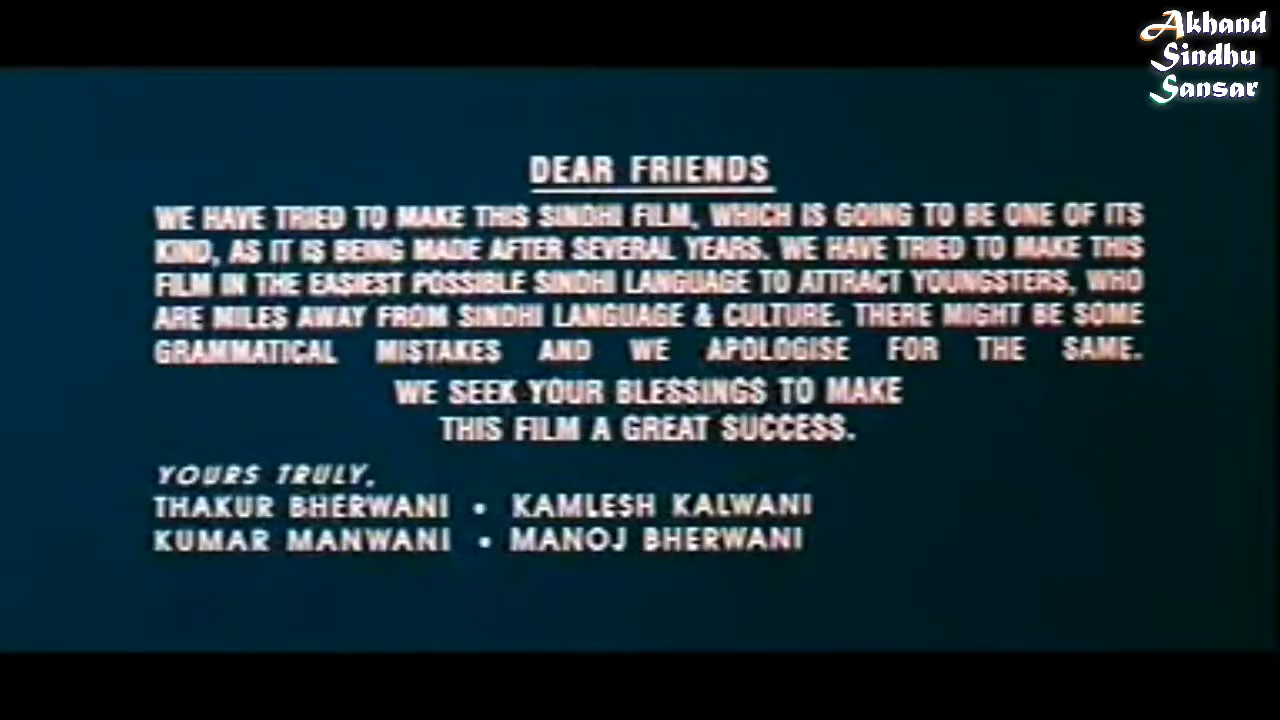 Akhand
Sindhu
Sansar
DEAR FRIENDS
WE HAVE TRIED TO MAKE THIS SINDHI FILM, WHICH IS GOING TO BE ONE OF ITS
KIND, AS IT IS BEING MADE AFTER SEVERAL YEARS. WE HAVE TRIED TO MAKE THIS
FILM IN THE EASIEST POSSIBLE SINDHI LANGUAGE TO ATTRACT YOUNGSTERS, WHO
ARE MILES AWAY FROM SINDHI LANGUAGE & CULTURE. THERE MIGHT BE SOME
GRAMMATICAL MISTAKES AND WE APOLOGISE FOR THE SAME.
WE SEEK YOUR BLESSINGS TO MAKE
THIS FILM A GREAT SUCCESS.
YOURS TRULY,
THAKUR BHERWANI • KAMLESH KALWANI
KUMAR MANWANI • MANOJ BHERWANI